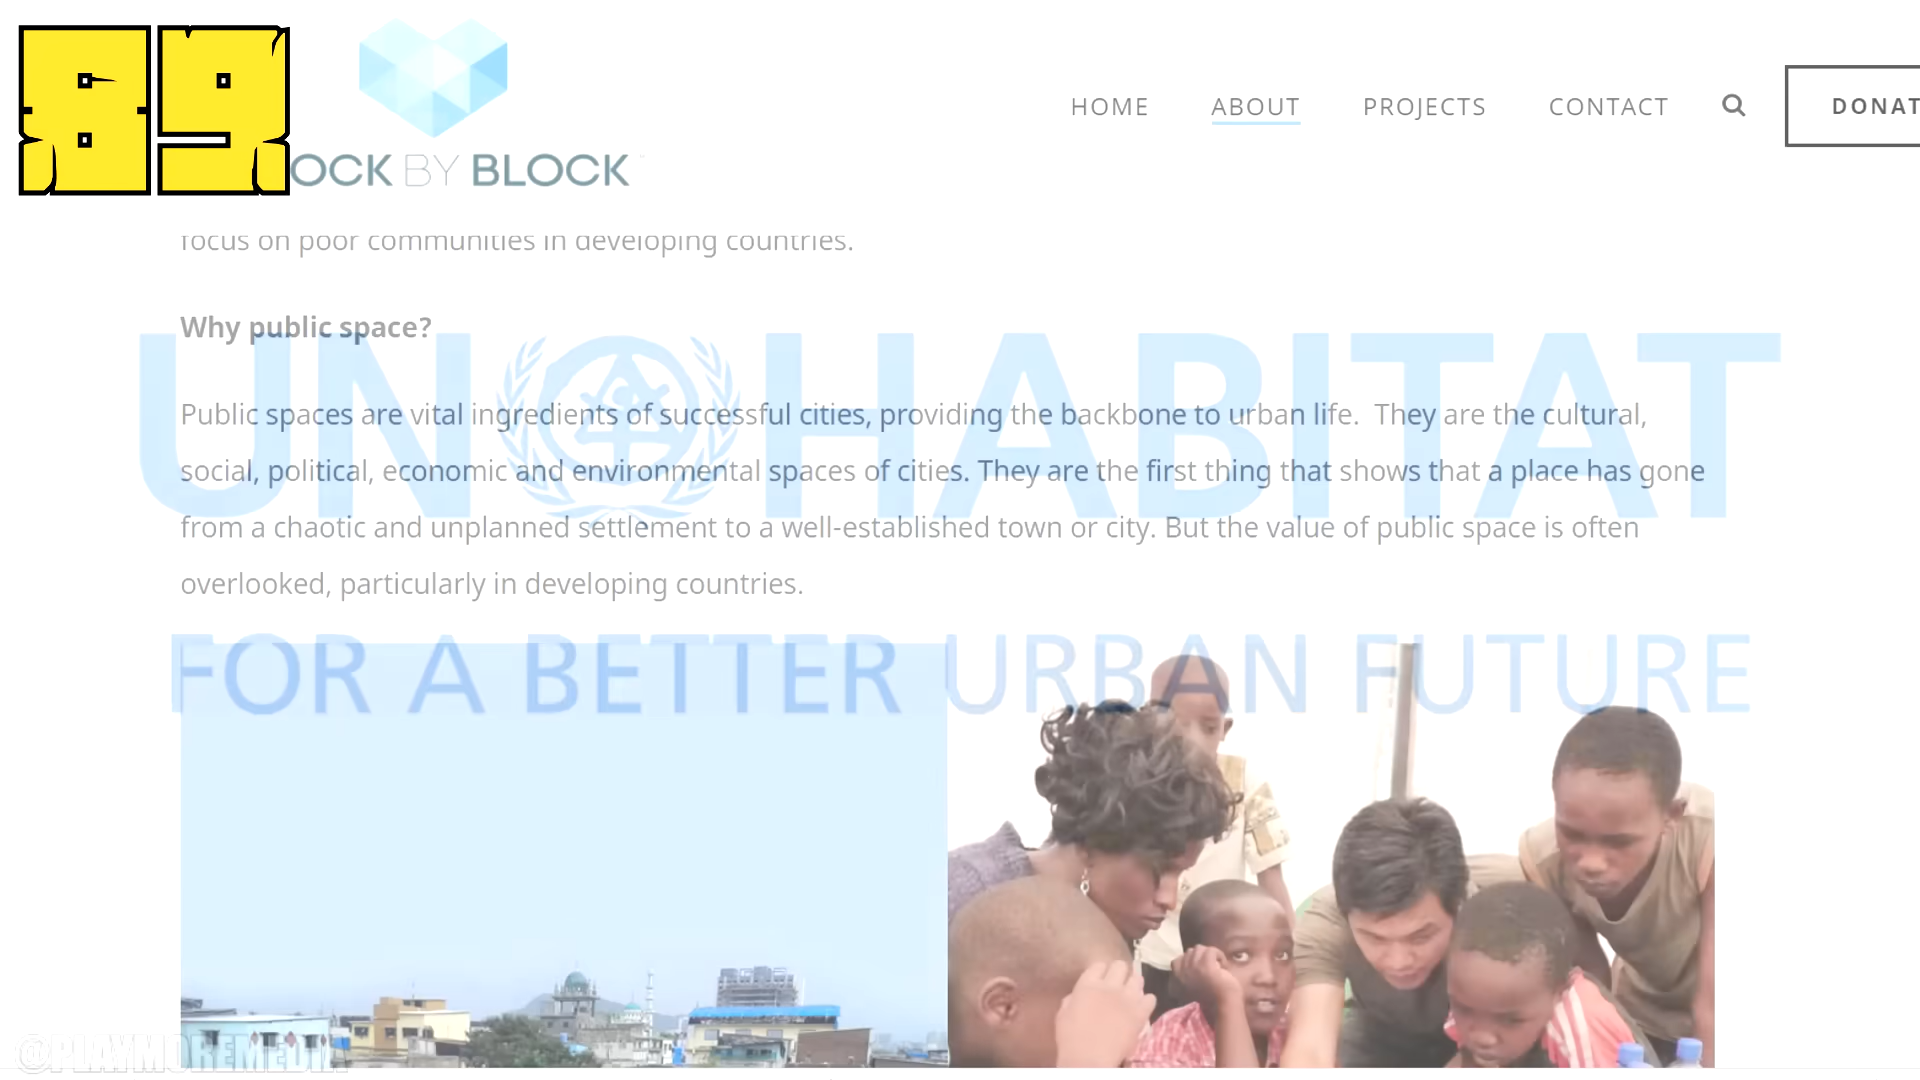 89
OCK BY BLOCK
HOME ABOUT PROJECTS CONTACT DONAT
focus on poor communities in developing countries.
Why public space?
UN HABITAT
Public spaces are vital ingredients of successful cities, providing the backbone to urban life. They are the cultural,
social, political, economic and environmental spaces of cities. They are the first thing that shows that a place has gone
from a chaotic and unplanned settlement to a well-established town or city. But the value of public space is often
overlooked, particularly in developing countries.
FOR A BETTER URBAN FUTURE
@PLAYMOREMEDIA